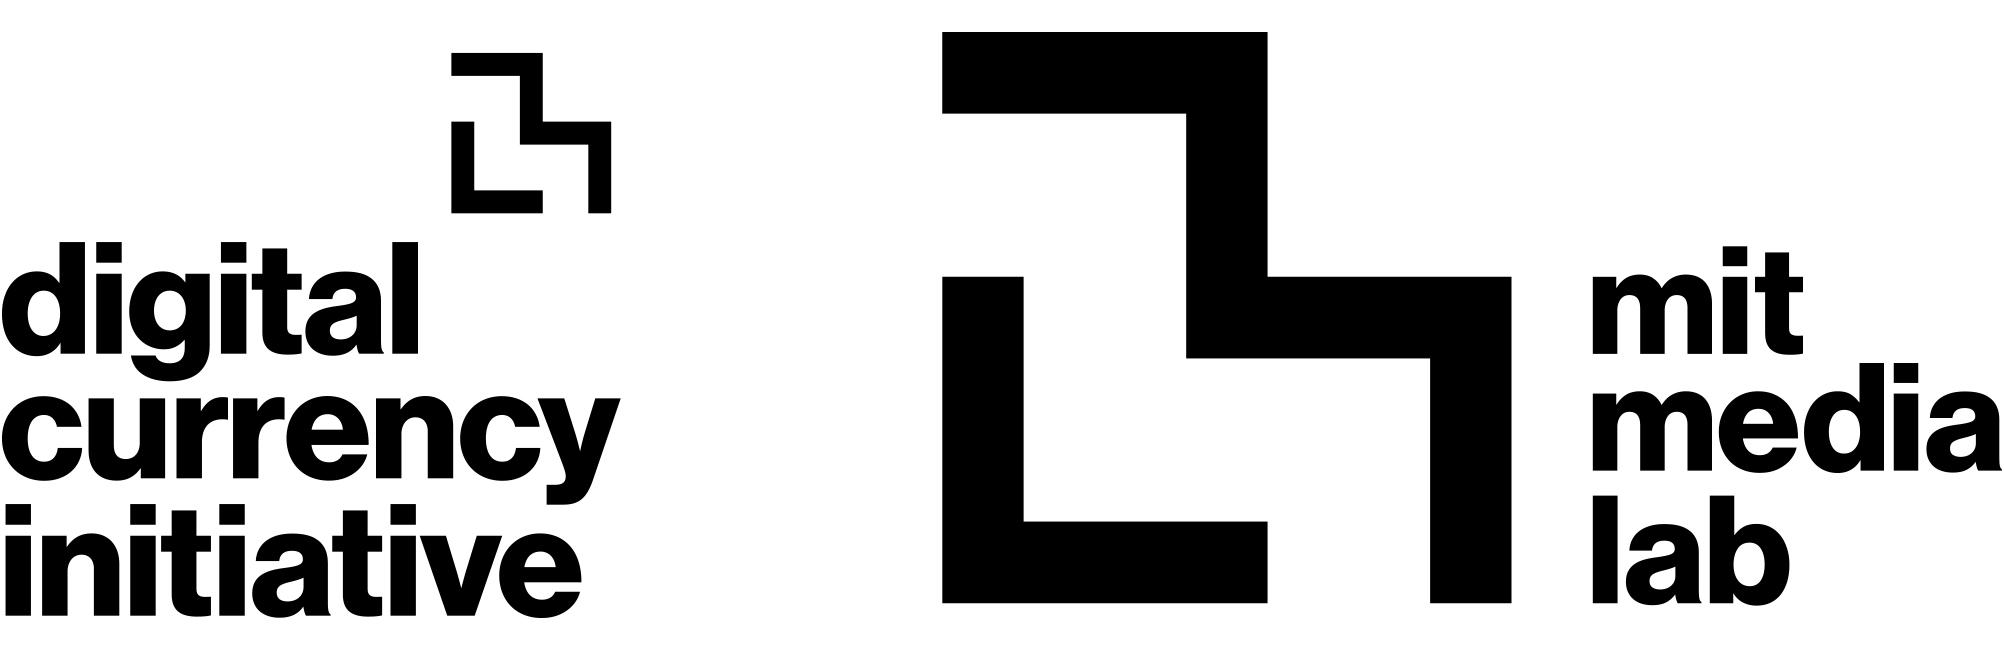 digital
currency
initiative
mit
media
lab